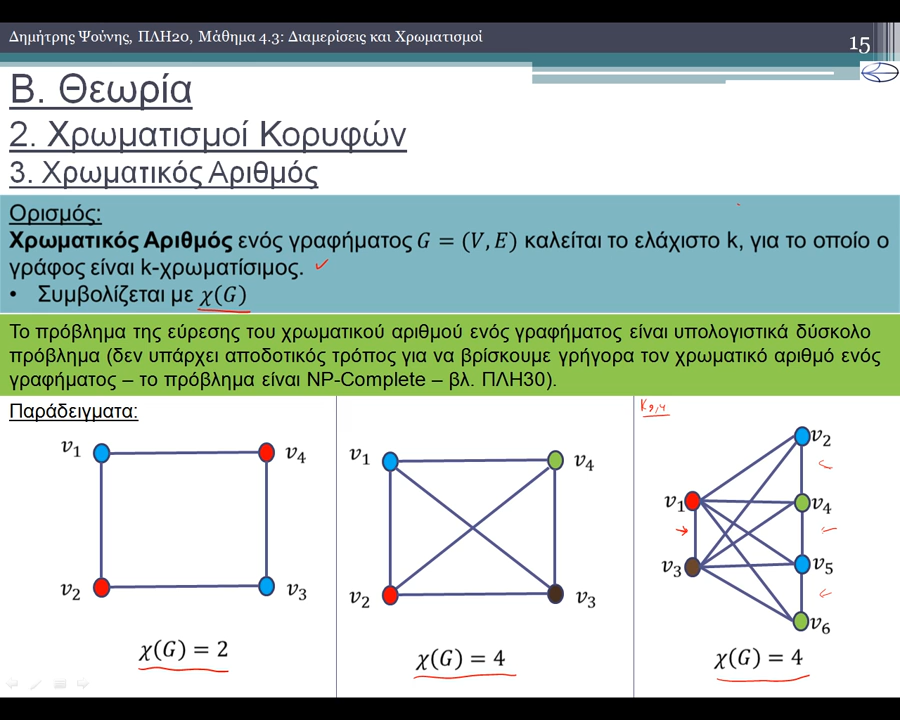 Δημήτρης Ψούνης, ΠΛΗ20, Μάθημα 4.3: Διαμερίσεις και Χρωματισμοί
15
Β. Θεωρία
2. Χρωματισμοί Κορυφών
3. Χρωματικός Αριθμός
Ορισμός:
Χρωματικός Αριθμός ενός γραφήματος G = (V, E) καλείται το ελάχιστο k, για το οποίο ο
γράφος είναι k-χρωματίσιμος.
• Συμβολίζεται με χ(G)
Το πρόβλημα της εύρεσης του χρωματικού αριθμού ενός γραφήματος είναι υπολογιστικά δύσκολο
πρόβλημα (δεν υπάρχει αποδοτικός τρόπος για να βρίσκουμε γρήγορα τον χρωματικό αριθμό ενός
γραφήματος – το πρόβλημα είναι NP-Complete – βλ. ΠΛΗ30).
Παράδειγματα:
v1 v4
v2 v3
χ(G) = 2
v1 v4
v2 v3
χ(G) = 4
K2,4
v2
v1 v4
v3 v5
v6
χ(G) = 4